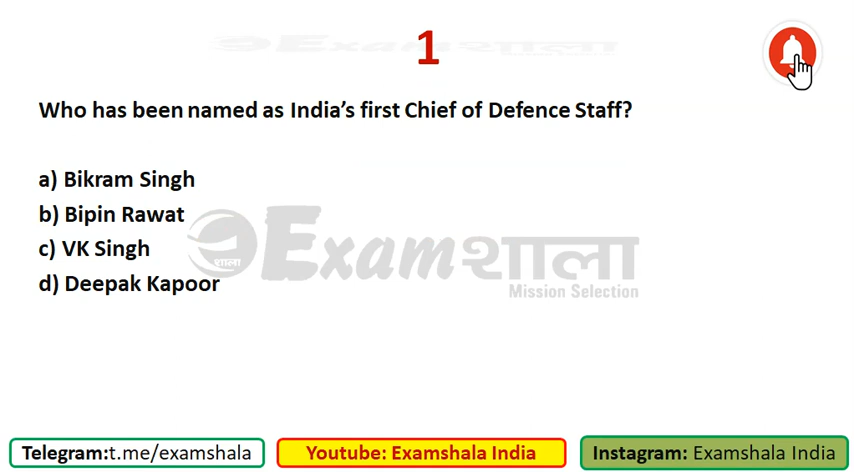 Examशाला
1
Who has been named as India's first Chief of Defence Staff?
a) Bikram Singh
b) Bipin Rawat
c) VK Singh
d) Deepak Kapoor
शाला
Examशाला
Mission Selection
Telegram:t.me/examshala
Youtube: Examshala India
Instagram: Examshala India